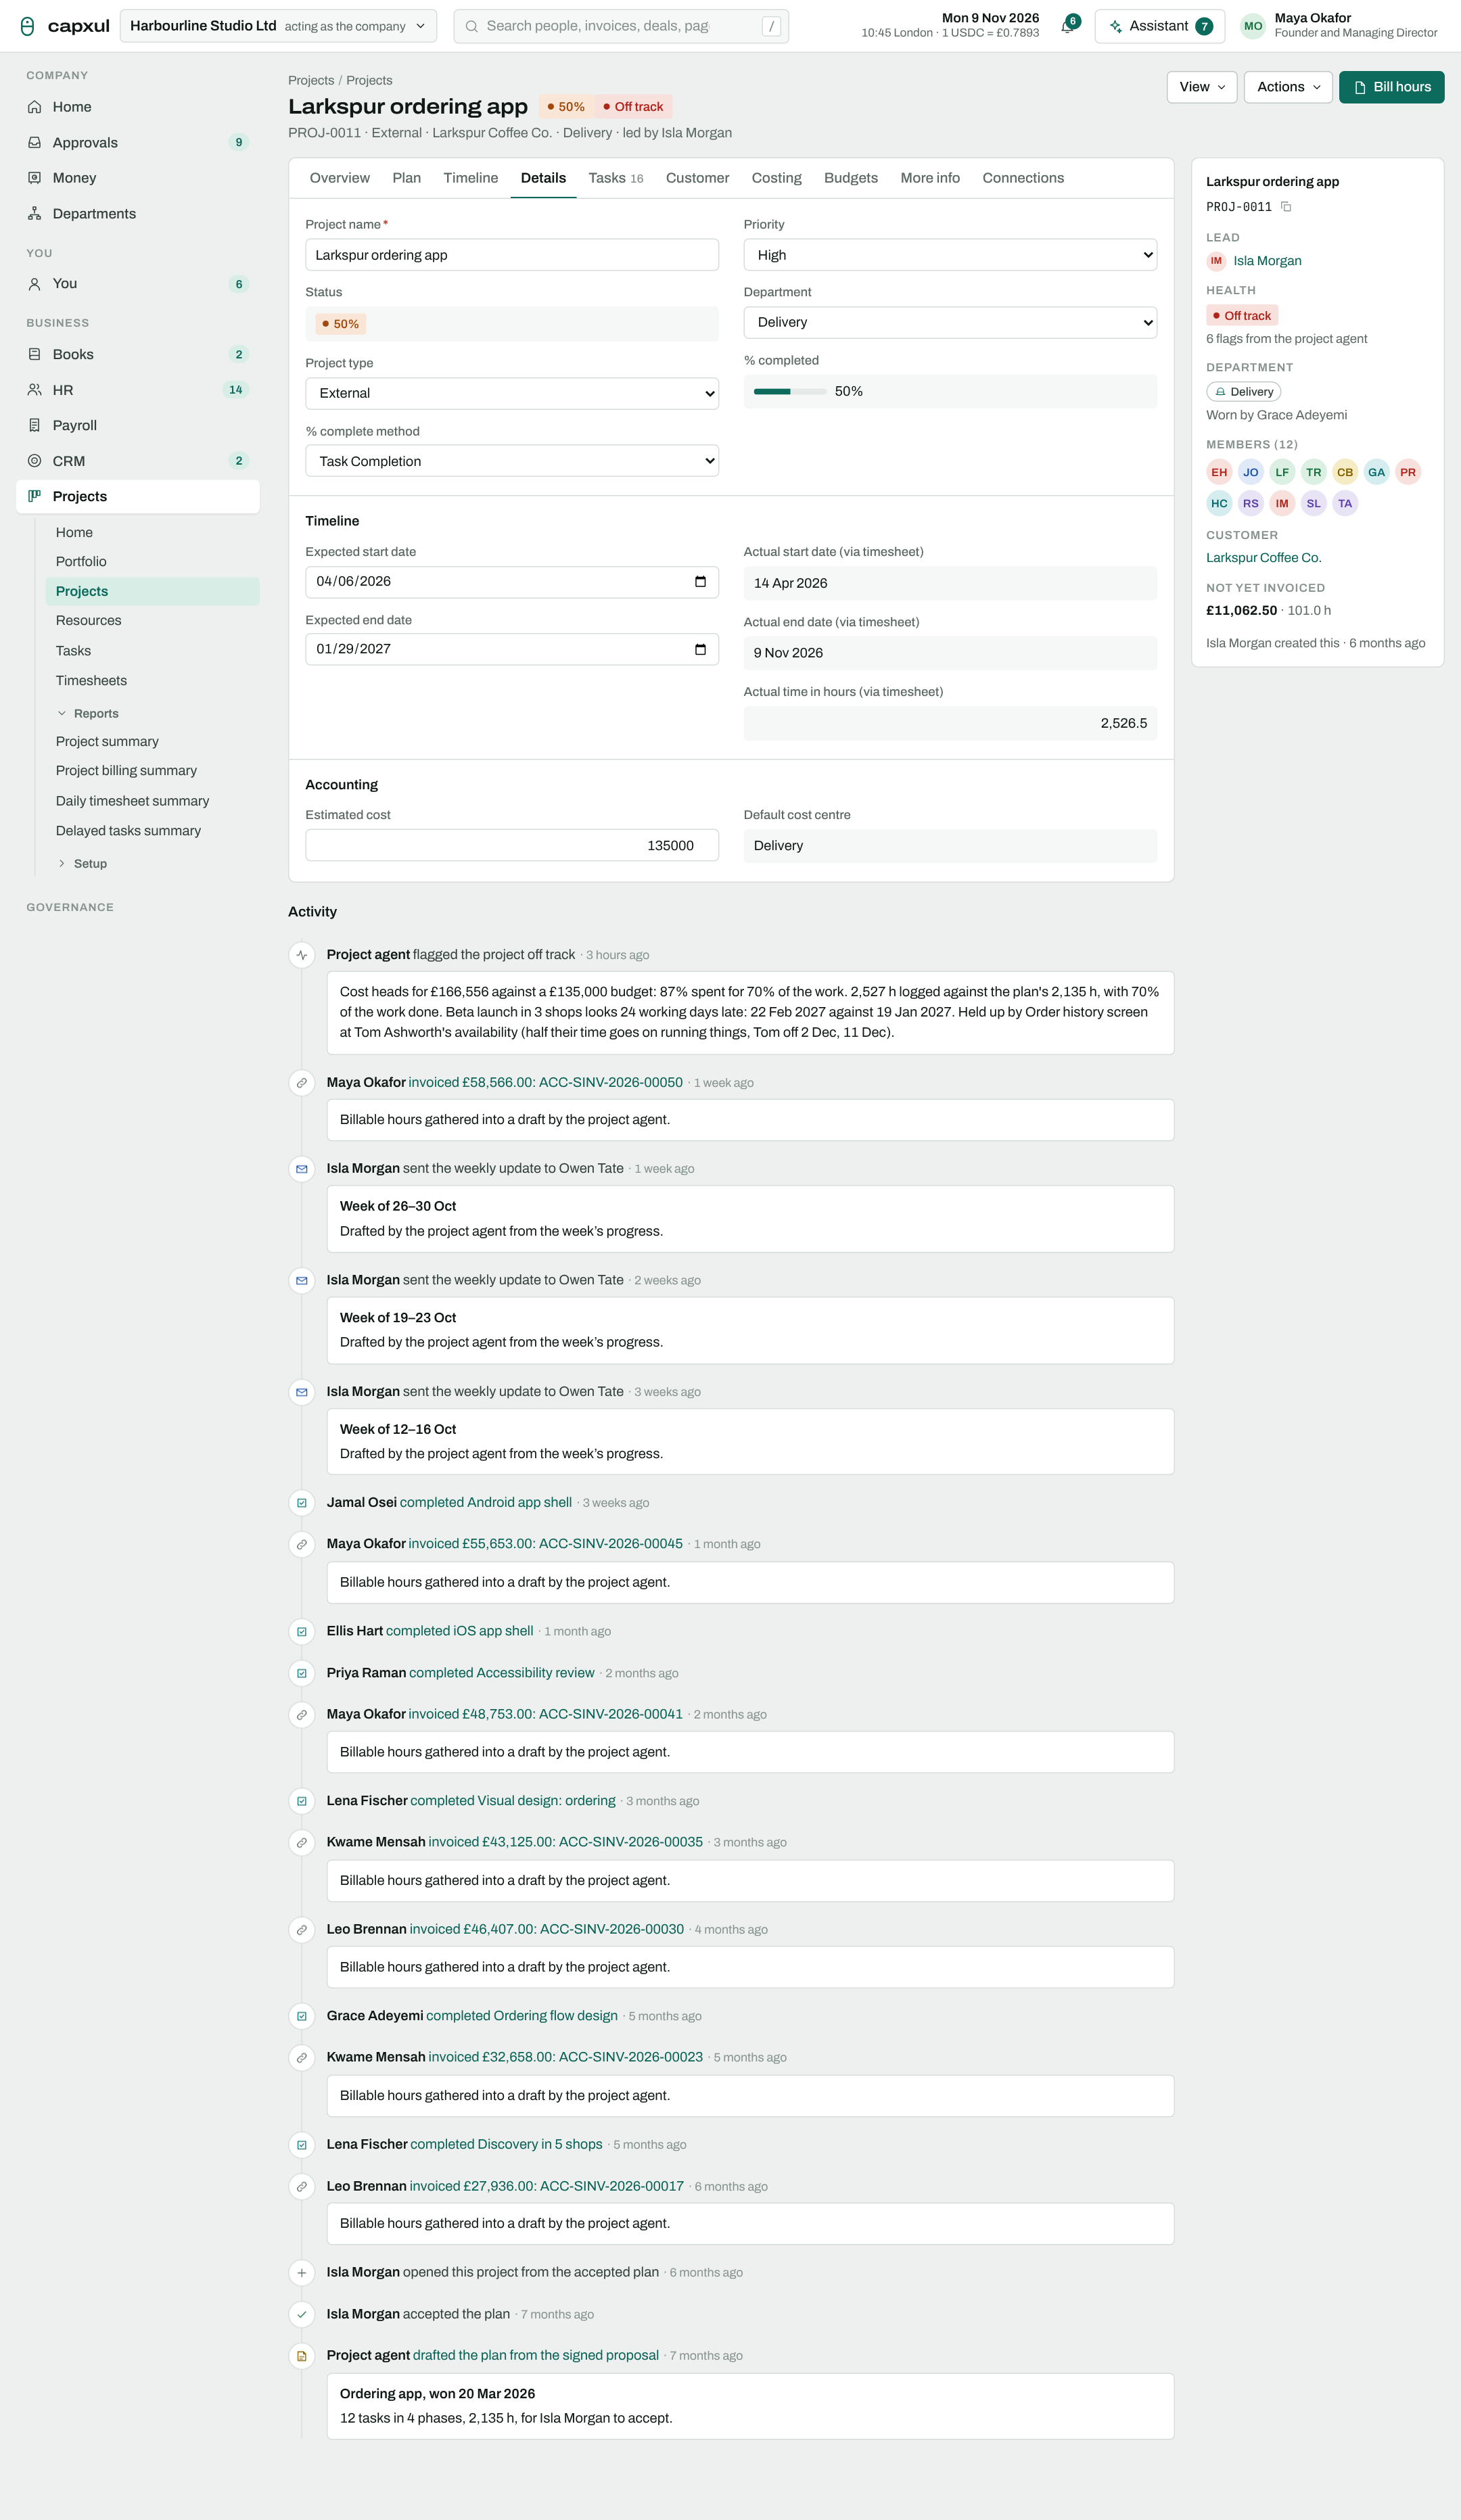 capxul
Harbourline Studio Ltd acting as the company
Search people, invoices, deals, pag
/
Mon 9 Nov 2026
10:45 London · 1 USDC = £0.7893
6
Assistant 7
MO
Maya Okafor
Founder and Managing Director
COMPANY
Home
Approvals 9
Money
Departments
YOU
You 6
BUSINESS
Books 2
HR 14
Payroll
CRM 2
Projects
Home
Portfolio
Projects
Resources
Tasks
Timesheets
Reports
Project summary
Project billing summary
Daily timesheet summary
Delayed tasks summary
Setup
GOVERNANCE
Projects / Projects
Larkspur ordering app 50% Off track
PROJ-0011 · External · Larkspur Coffee Co. · Delivery · led by Isla Morgan
View
Actions
Bill hours
Overview Plan Timeline Details Tasks 16 Customer Costing Budgets More info Connections
Project name *
Larkspur ordering app
Status
50%
Project type
External
% complete method
Task Completion
Priority
High
Department
Delivery
% completed
50%
Timeline
Expected start date
04/06/2026
Expected end date
01/29/2027
Actual start date (via timesheet)
14 Apr 2026
Actual end date (via timesheet)
9 Nov 2026
Actual time in hours (via timesheet)
2,526.5
Accounting
Estimated cost
135000
Default cost centre
Delivery
Larkspur ordering app
PROJ-0011
LEAD
IM Isla Morgan
HEALTH
Off track
6 flags from the project agent
DEPARTMENT
Delivery
Worn by Grace Adeyemi
MEMBERS (12)
EH JO LF TR CB GA PR
HC RS IM SL TA
CUSTOMER
Larkspur Coffee Co.
NOT YET INVOICED
£11,062.50 · 101.0 h
Isla Morgan created this · 6 months ago
Activity
Project agent flagged the project off track · 3 hours ago
Cost heads for £166,556 against a £135,000 budget: 87% spent for 70% of the work. 2,527 h logged against the plan's 2,135 h, with 70%
of the work done. Beta launch in 3 shops looks 24 working days late: 22 Feb 2027 against 19 Jan 2027. Held up by Order history screen
at Tom Ashworth's availability (half their time goes on running things, Tom off 2 Dec, 11 Dec).
Maya Okafor invoiced £58,566.00: ACC-SINV-2026-00050 · 1 week ago
Billable hours gathered into a draft by the project agent.
Isla Morgan sent the weekly update to Owen Tate · 1 week ago
Week of 26–30 Oct
Drafted by the project agent from the week’s progress.
Isla Morgan sent the weekly update to Owen Tate · 2 weeks ago
Week of 19–23 Oct
Drafted by the project agent from the week’s progress.
Isla Morgan sent the weekly update to Owen Tate · 3 weeks ago
Week of 12–16 Oct
Drafted by the project agent from the week’s progress.
Jamal Osei completed Android app shell · 3 weeks ago
Maya Okafor invoiced £55,653.00: ACC-SINV-2026-00045 · 1 month ago
Billable hours gathered into a draft by the project agent.
Ellis Hart completed iOS app shell · 1 month ago
Priya Raman completed Accessibility review · 2 months ago
Maya Okafor invoiced £48,753.00: ACC-SINV-2026-00041 · 2 months ago
Billable hours gathered into a draft by the project agent.
Lena Fischer completed Visual design: ordering · 3 months ago
Kwame Mensah invoiced £43,125.00: ACC-SINV-2026-00035 · 3 months ago
Billable hours gathered into a draft by the project agent.
Leo Brennan invoiced £46,407.00: ACC-SINV-2026-00030 · 4 months ago
Billable hours gathered into a draft by the project agent.
Grace Adeyemi completed Ordering flow design · 5 months ago
Kwame Mensah invoiced £32,658.00: ACC-SINV-2026-00023 · 5 months ago
Billable hours gathered into a draft by the project agent.
Lena Fischer completed Discovery in 5 shops · 5 months ago
Leo Brennan invoiced £27,936.00: ACC-SINV-2026-00017 · 6 months ago
Billable hours gathered into a draft by the project agent.
Isla Morgan opened this project from the accepted plan · 6 months ago
Isla Morgan accepted the plan · 7 months ago
Project agent drafted the plan from the signed proposal · 7 months ago
Ordering app, won 20 Mar 2026
12 tasks in 4 phases, 2,135 h, for Isla Morgan to accept.